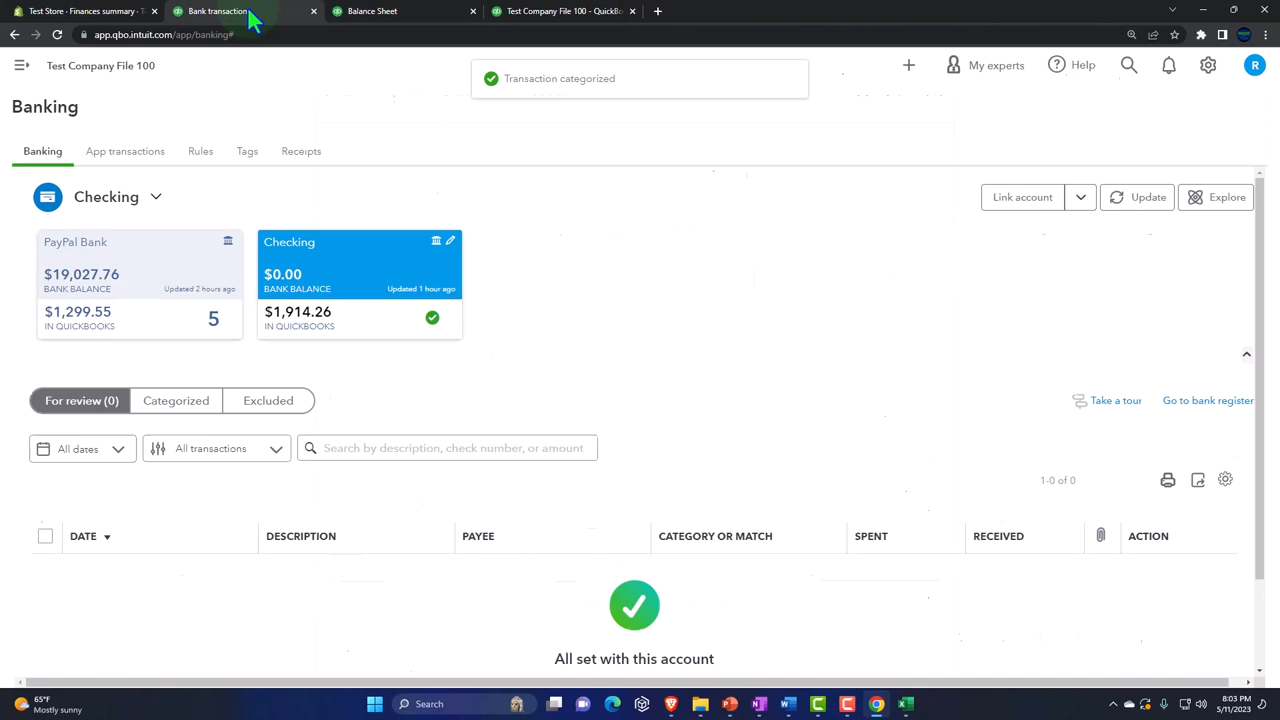 Test Store · Finances summary ·
Bank transaction
Balance Sheet
Test Company File 100 - QuickBo
app.qbo.intuit.com/app/banking#
Test Company File 100
My experts
Help
R
Transaction categorized
Banking
Banking
App transactions
Rules
Tags
Receipts
Checking
Link account
Update
Explore
PayPal Bank
$19,027.76
BANK BALANCE
Updated 2 hours ago
$1,299.55
IN QUICKBOOKS
5
Checking
$0.00
BANK BALANCE
Updated 1 hour ago
$1,914.26
IN QUICKBOOKS
For review (0)
Categorized
Excluded
Take a tour
Go to bank register
All dates
All transactions
Search by description, check number, or amount
1-0 of 0
DATE
DESCRIPTION
PAYEE
CATEGORY OR MATCH
SPENT
RECEIVED
ACTION
All set with this account
65°F
Mostly sunny
Search
8:03 PM
5/11/2023